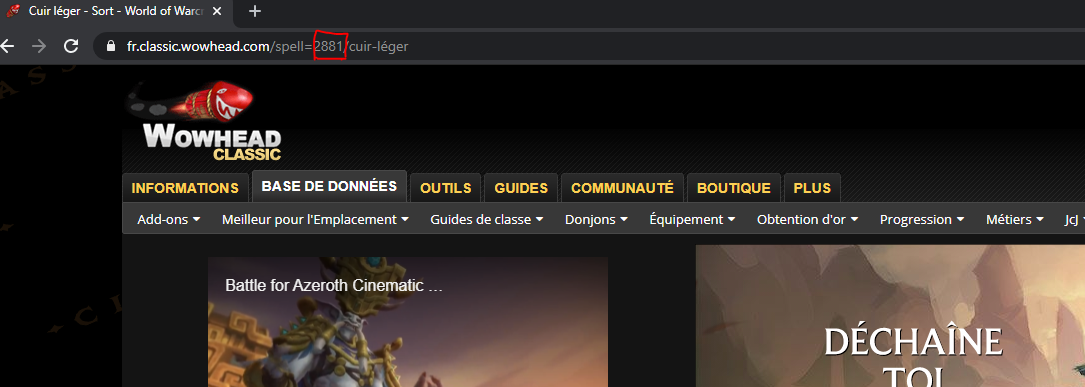 Cuir léger - Sort - World of Warcr
fr.classic.wowhead.com/spell=2881/cuir-léger
WOWHEAD
CLASSIC
INFORMATIONS BASE DE DONNÉES OUTILS GUIDES COMMUNAUTÉ BOUTIQUE PLUS
Add-ons Meilleur pour l'Emplacement Guides de classe Donjons Équipement Obtention d'or Progression Métiers JcJ
Battle for Azeroth Cinematic ...
DÉCHAÎNE
TOI